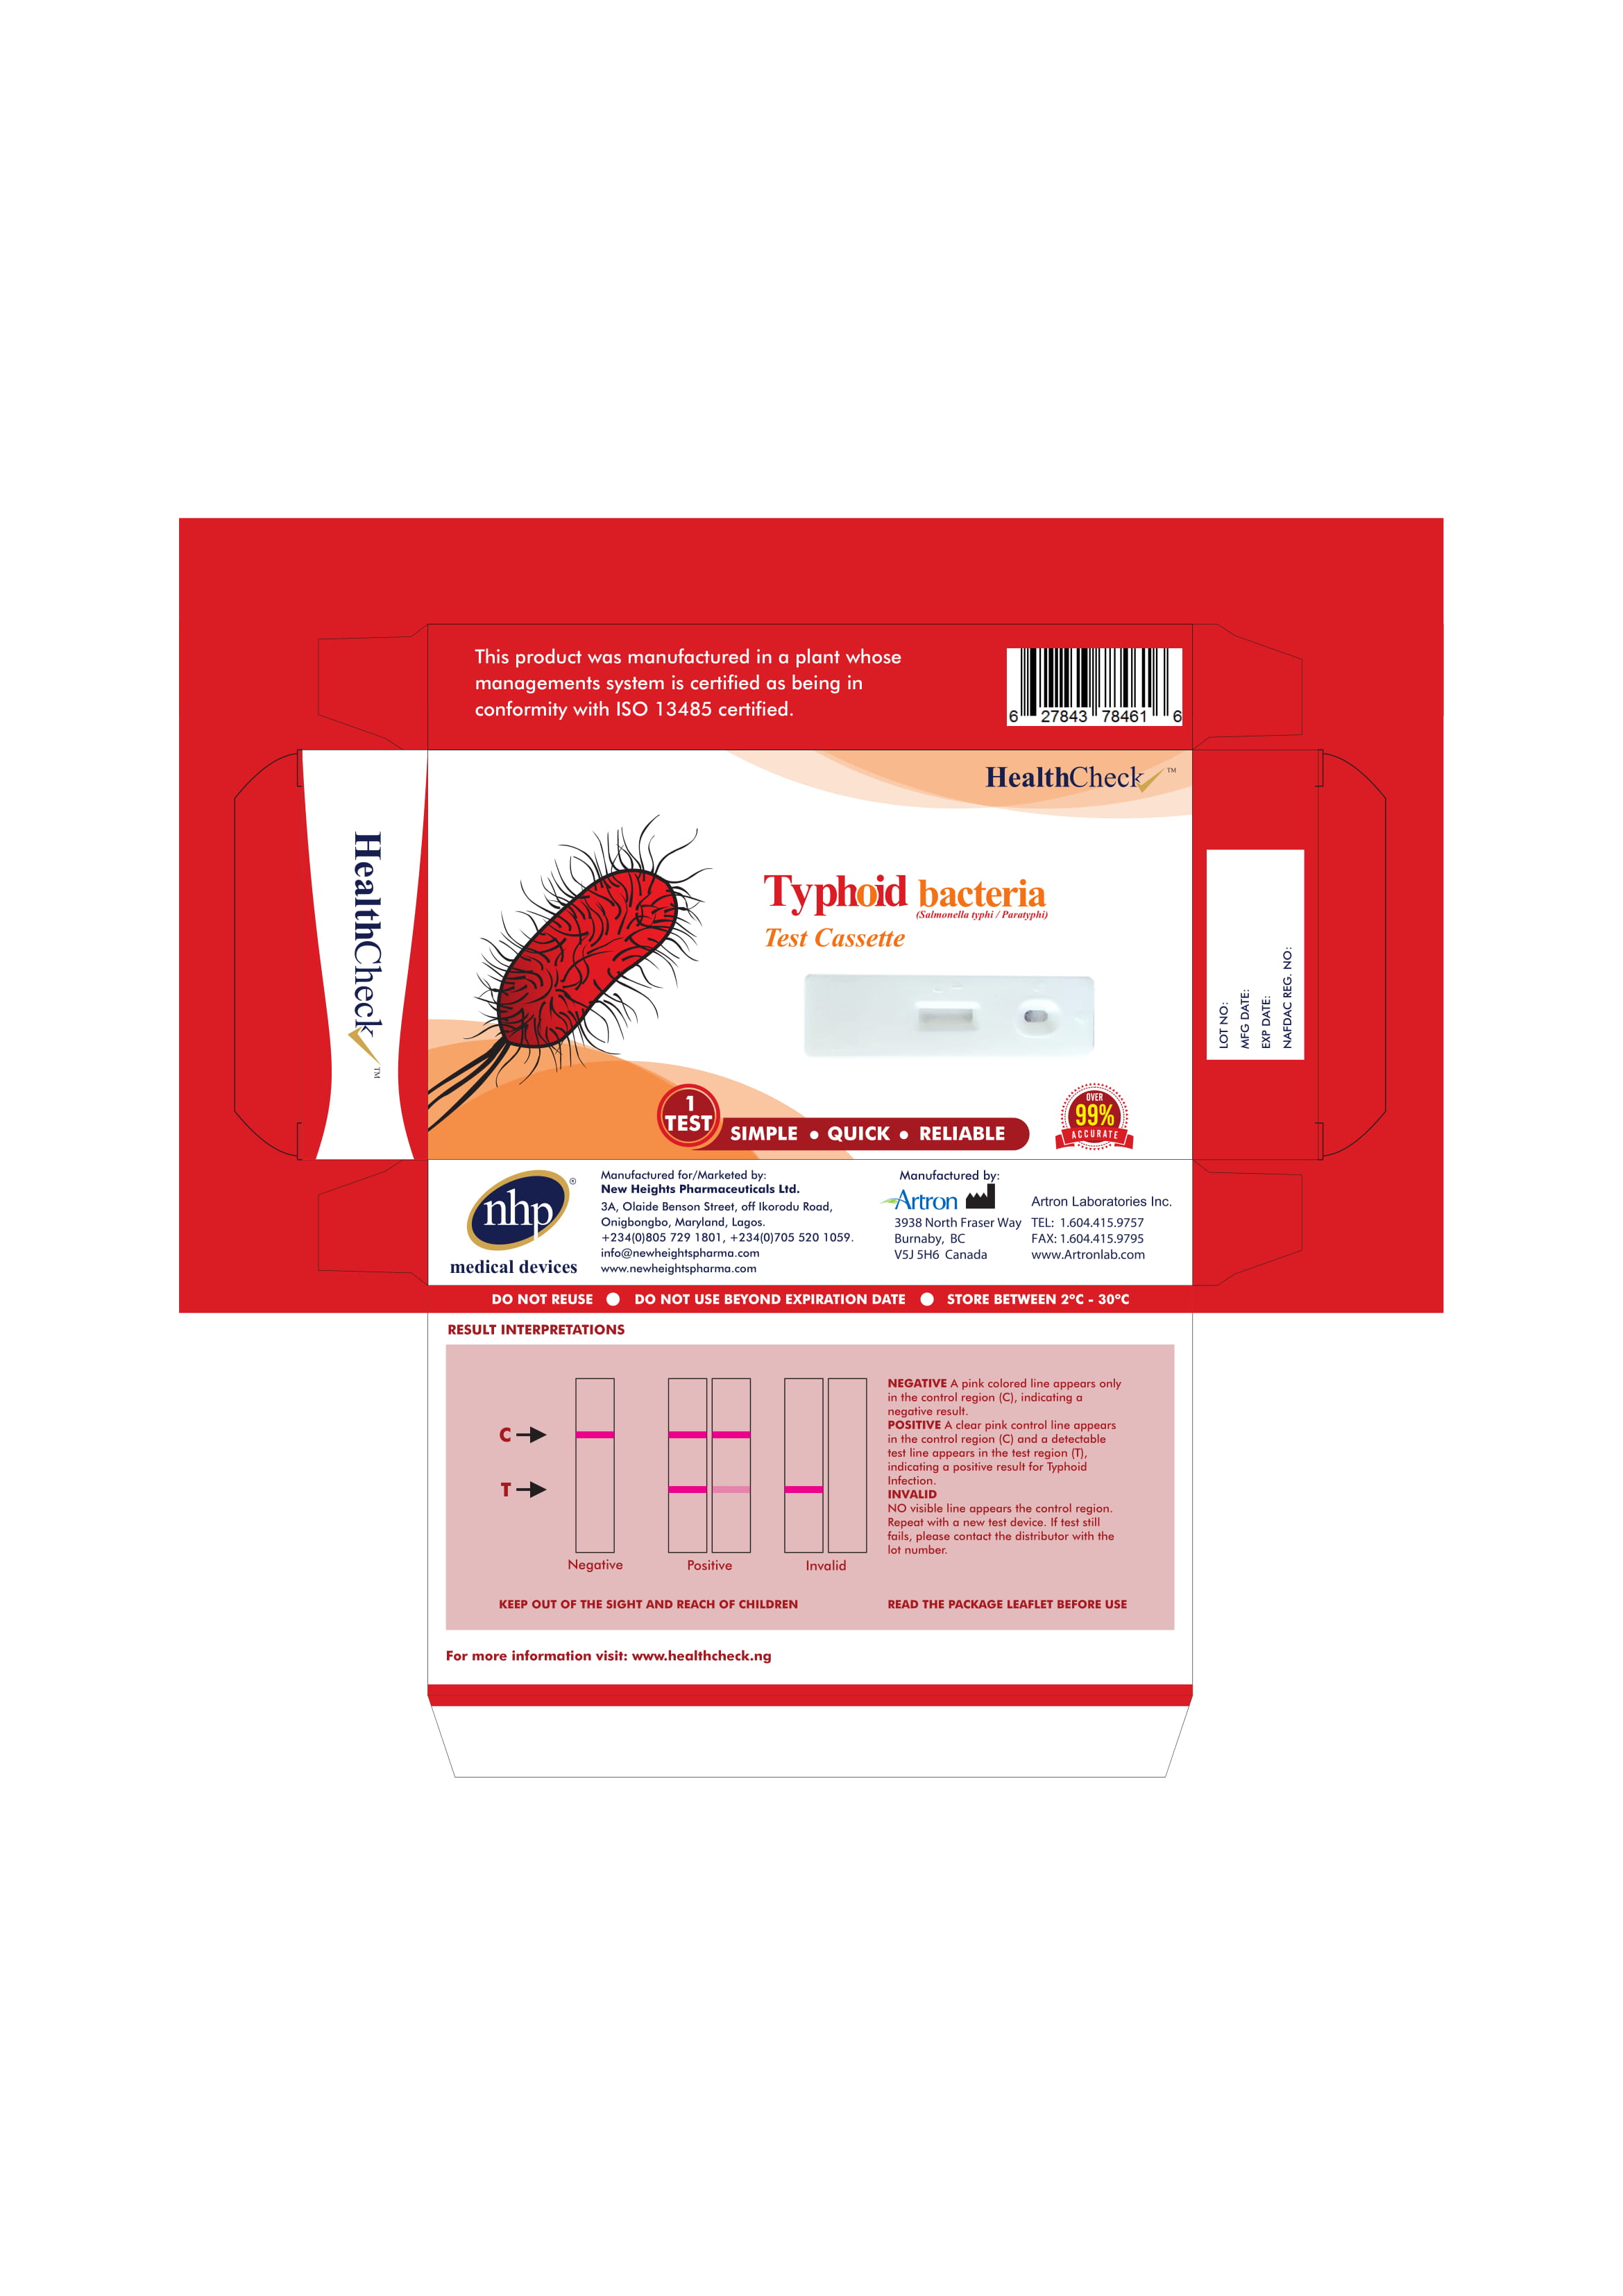 This product was manufactured in a plant whose
managements system is certified as being in
conformity with ISO 13485 certified.
6 27843 78461 6
HealthCheck ™
HealthCheck ™
Typhoid bacteria
(Salmonella typhi / Paratyphi)
Test Cassette
LOT NO:
MFG DATE:
EXP DATE:
NAFDAC REG. NO:
1
TEST
SIMPLE • QUICK • RELIABLE
OVER
99%
ACCURATE
nhp ®
medical devices
Manufactured for/Marketed by:
New Heights Pharmaceuticals Ltd.
3A, Olaide Benson Street, off Ikorodu Road,
Onigbongbo, Maryland, Lagos.
+234(0)805 729 1801, +234(0)705 520 1059.
info@newheightspharma.com
www.newheightspharma.com
Manufactured by:
Artron
3938 North Fraser Way
Burnaby, BC
V5J 5H6 Canada
Artron Laboratories Inc.
TEL: 1.604.415.9757
FAX: 1.604.415.9795
www.Artronlab.com
DO NOT REUSE ● DO NOT USE BEYOND EXPIRATION DATE ● STORE BETWEEN 2°C - 30°C
RESULT INTERPRETATIONS
C
T
Negative
Positive
Invalid
NEGATIVE A pink colored line appears only
in the control region (C), indicating a
negative result.
POSITIVE A clear pink control line appears
in the control region (C) and a detectable
test line appears in the test region (T),
indicating a positive result for Typhoid
Infection.
INVALID
NO visible line appears the control region.
Repeat with a new test device. If test still
fails, please contact the distributor with the
lot number.
KEEP OUT OF THE SIGHT AND REACH OF CHILDREN
READ THE PACKAGE LEAFLET BEFORE USE
For more information visit: www.healthcheck.ng